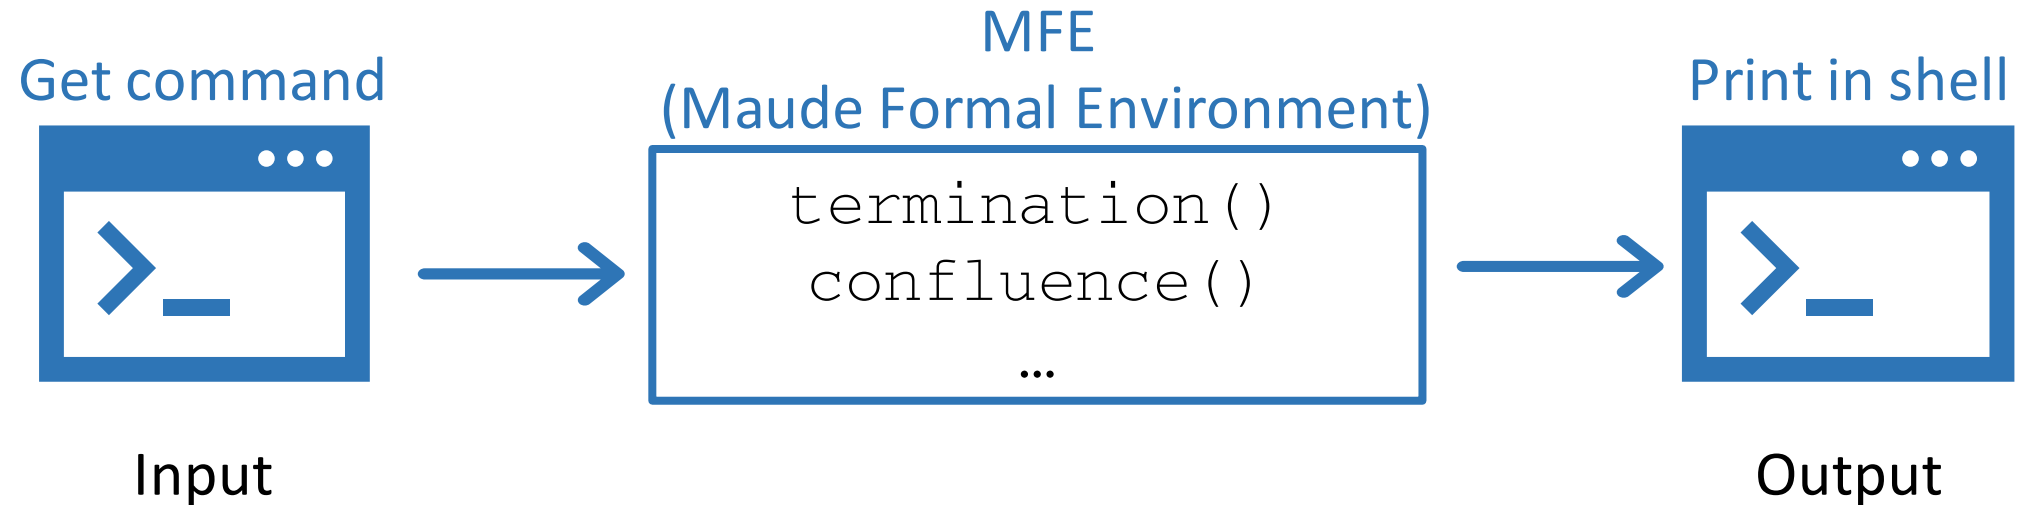 Get command
Input
MFE
(Maude Formal Environment)
termination()
confluence()
…
Print in shell
Output